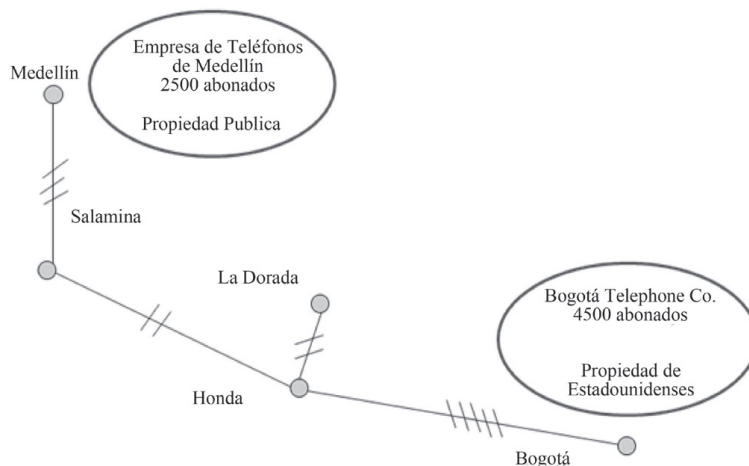 Empresa de Teléfonos
de Medellín
2500 abonados
Propiedad Publica
Medellín
Salamina
La Dorada
Bogotá Telephone Co.
4500 abonados
Propiedad de
Estadounidenses
Honda
Bogotá